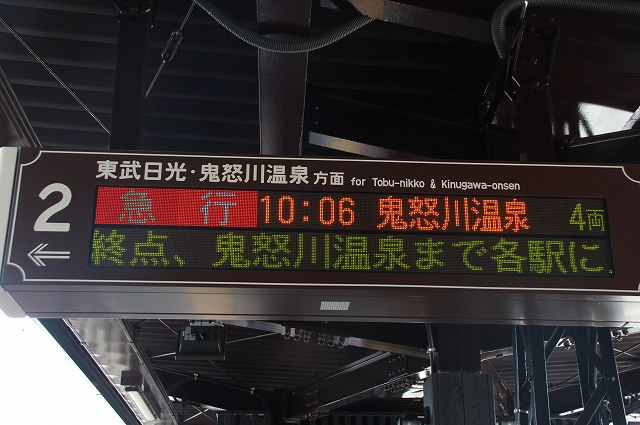 東武日光・鬼怒川温泉 方面 for Tobu-nikko & Kinugawa-onsen
2 急 行 10:06 鬼怒川温泉 4両
終点、鬼怒川温泉まで各駅に